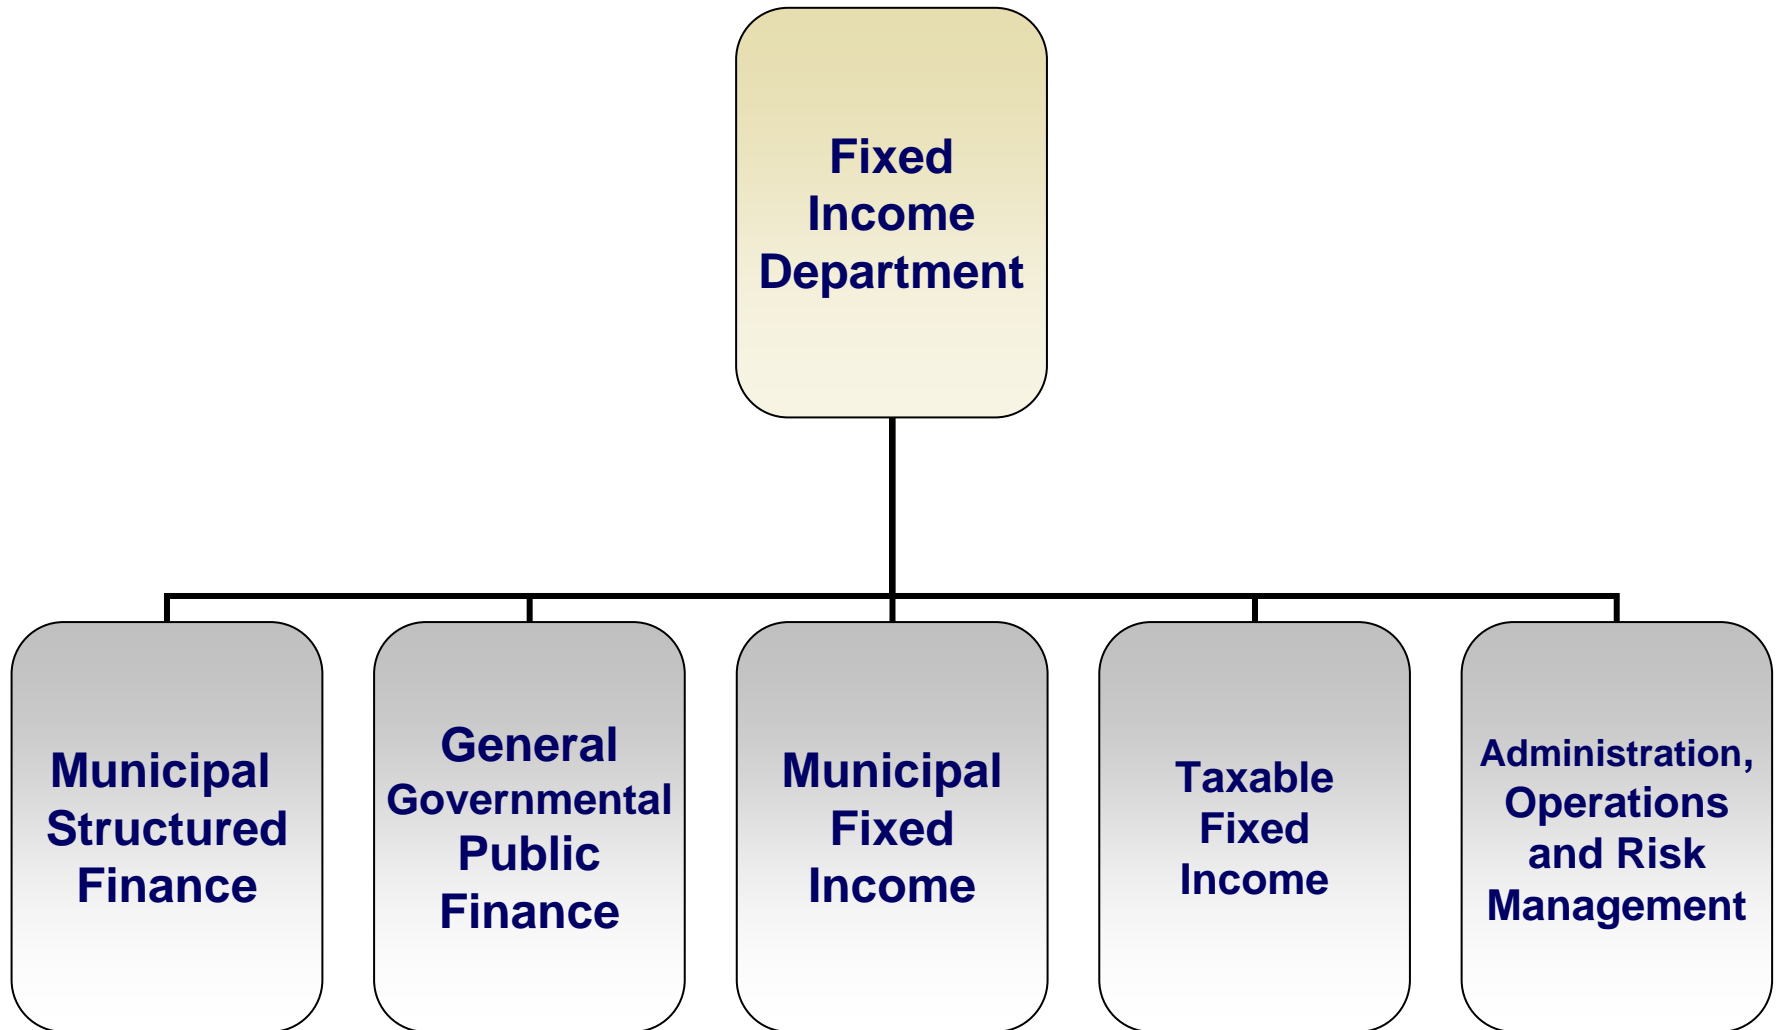 Fixed
Income
Department
Municipal
Structured
Finance
General
Governmental
Public
Finance
Municipal
Fixed
Income
Taxable
Fixed
Income
Administration,
Operations
and Risk
Management